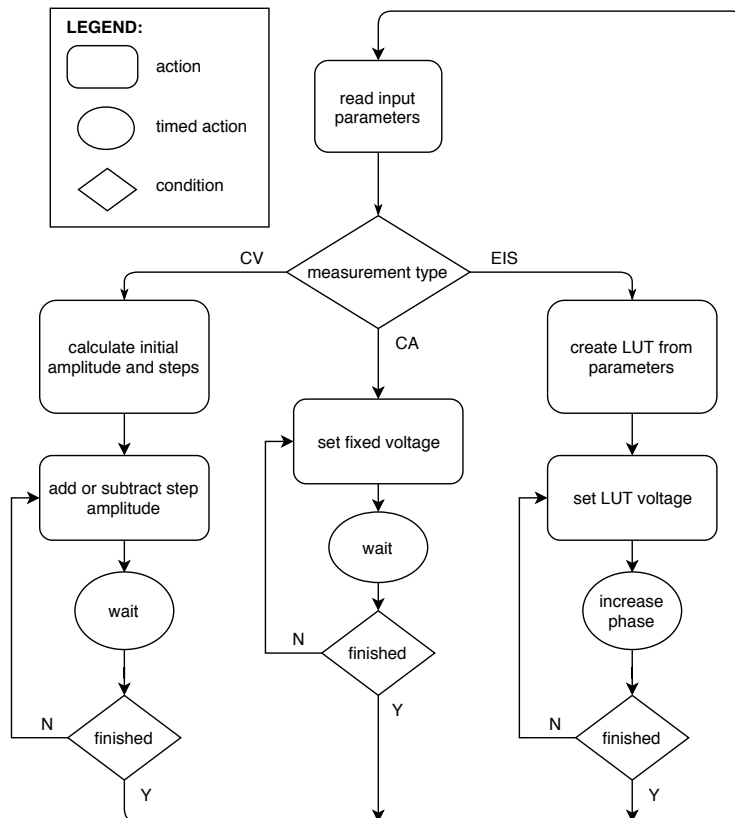 LEGEND:
action
timed action
condition
read input
parameters
measurement type
CV
EIS
CA
calculate initial
amplitude and steps
add or subtract step
amplitude
wait
finished
N
Y
set fixed voltage
wait
finished
N
Y
create LUT from
parameters
set LUT voltage
increase
phase
finished
N
Y